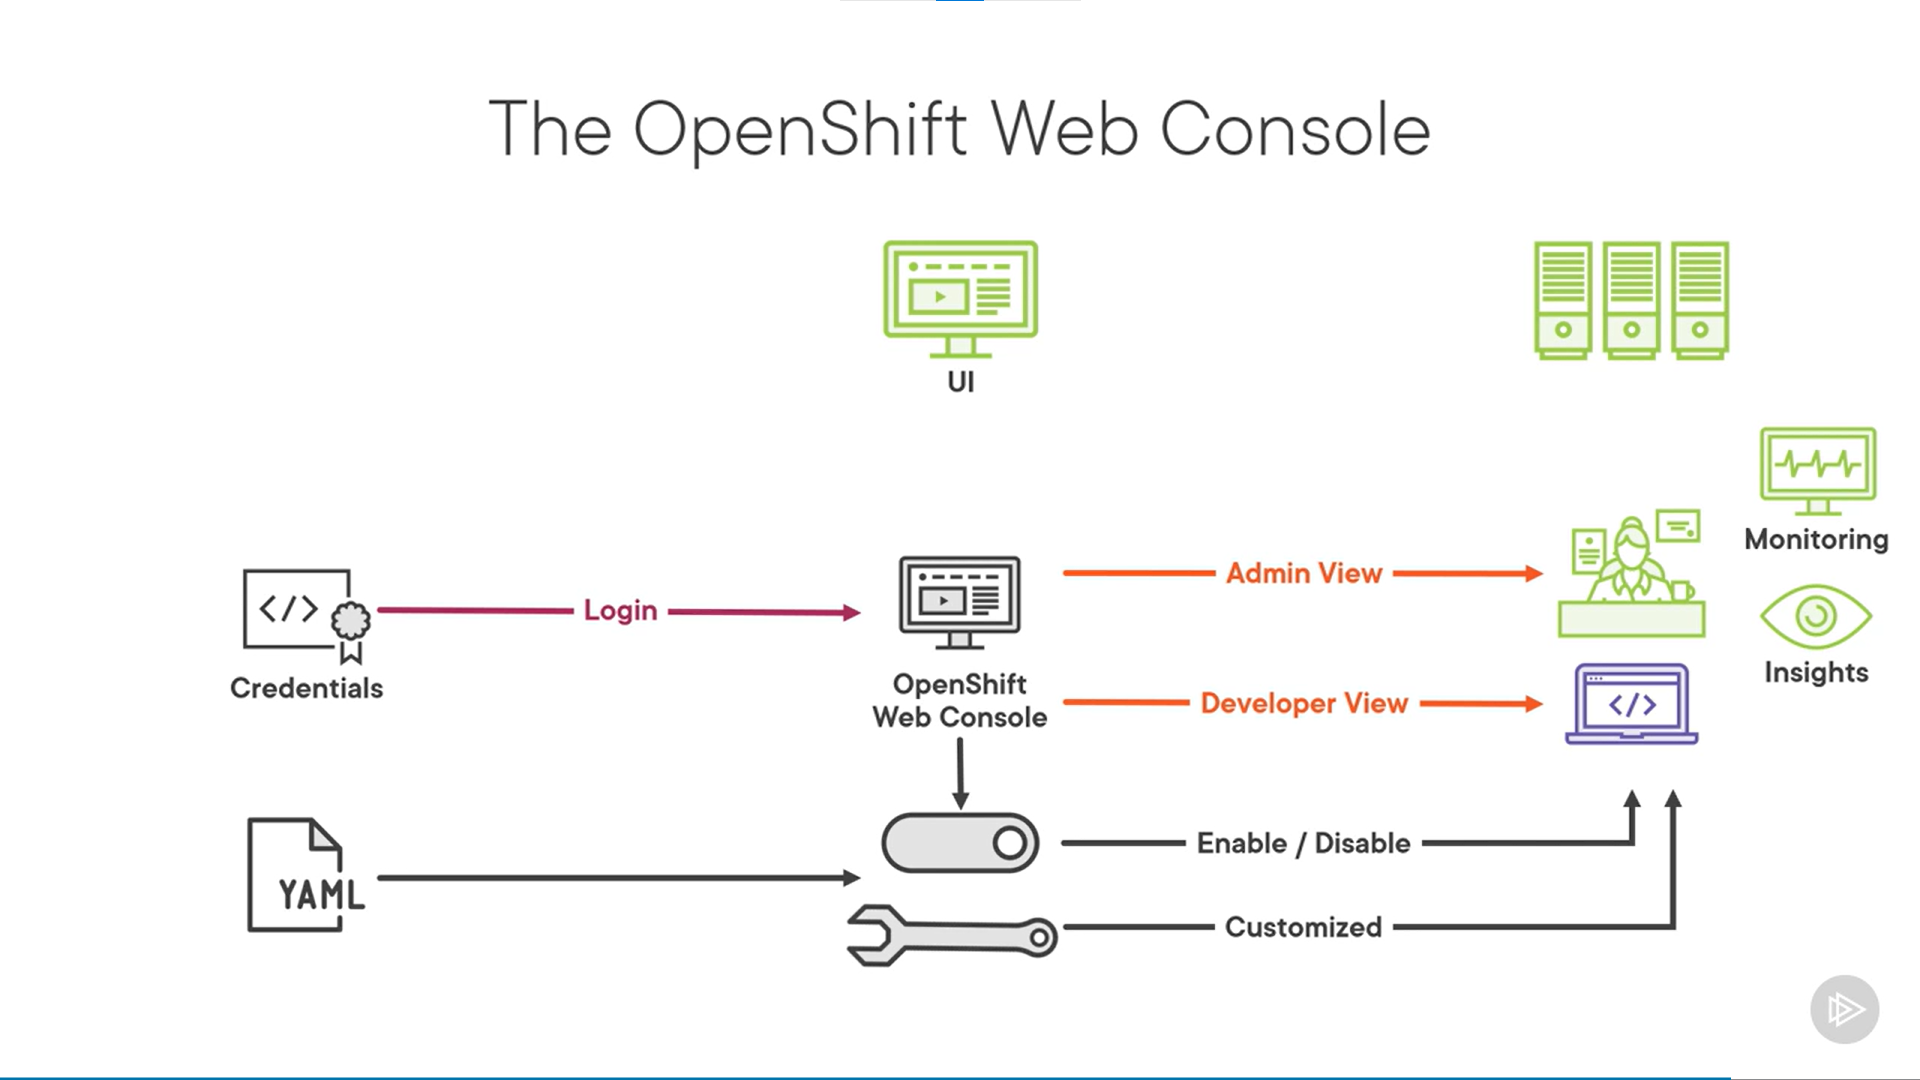 The OpenShift Web Console
UI
Monitoring
Admin View
</>
Login
Credentials
OpenShift
Web Console
Insights
Developer View
</>
Enable / Disable
YAML
Customized